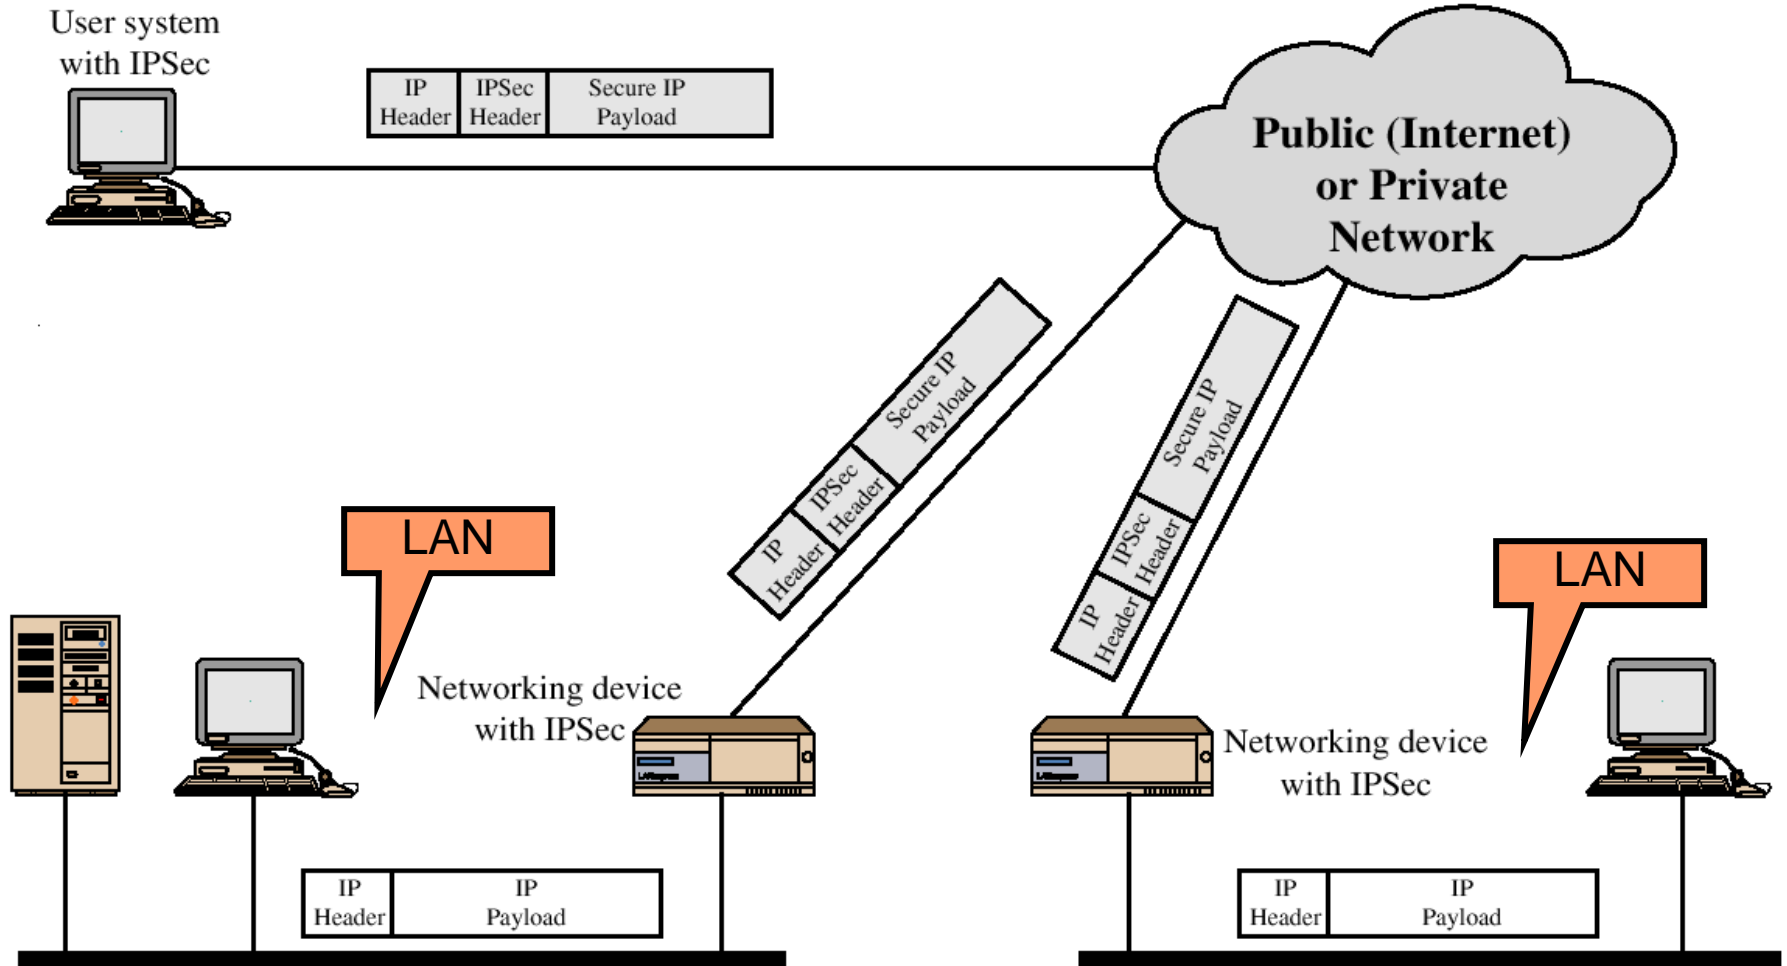 User system
with IPSec
IP
Header
IPSec
Header
Secure IP
Payload
Public (Internet)
or Private
Network
Secure IP
Payload
IPSec
Header
IP
Header
Secure IP
Payload
IPSec
Header
IP
Header
LAN
LAN
Networking device
with IPSec
Networking device
with IPSec
IP
Header
IP
Payload
IP
Header
IP
Payload